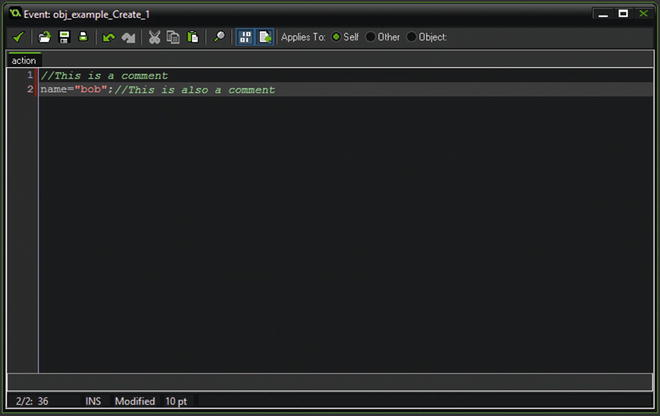 Event: obj_example_Create_1
Applies To: Self Other Object:
action
1 //This is a comment
2 name="bob";//This is also a comment
2/2: 36 INS Modified 10 pt